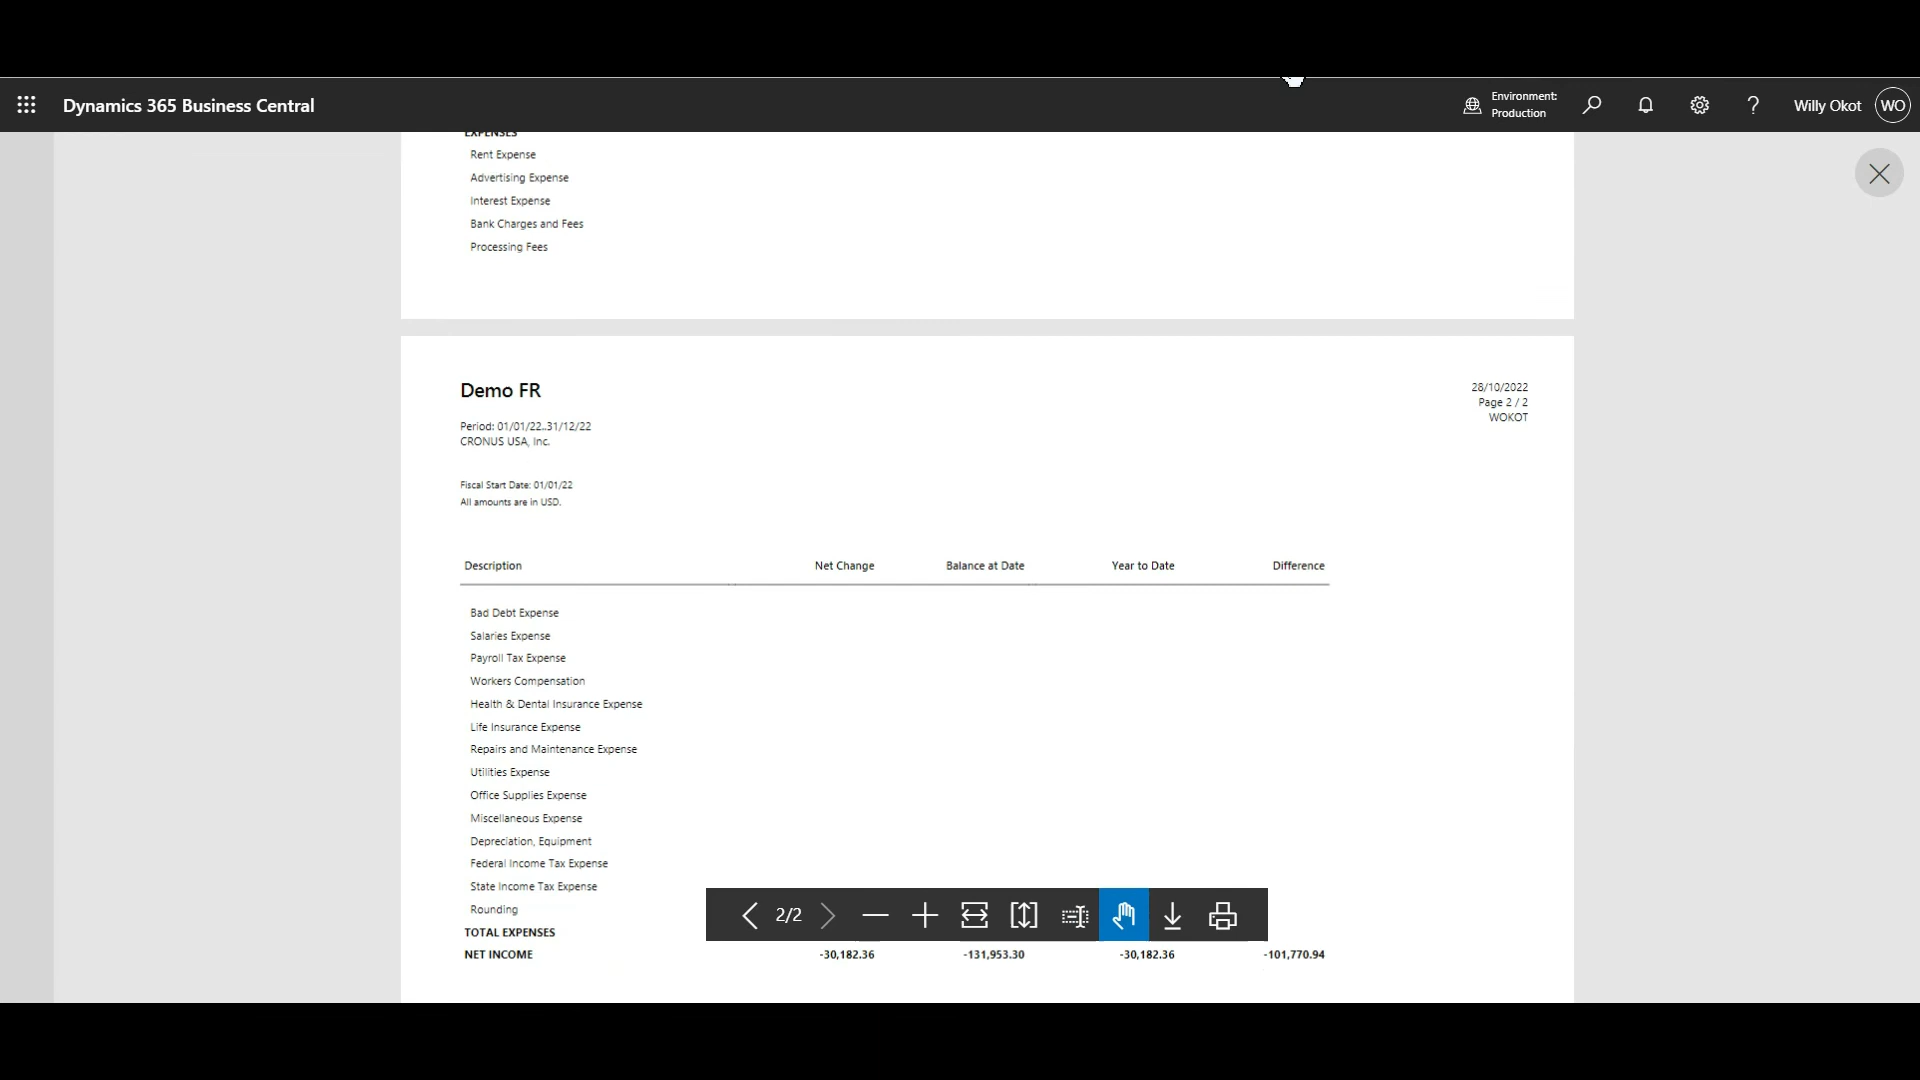 Dynamics 365 Business Central
Environment:
Production
?
Willy Okot
WO
EXPENSES
Rent Expense
Advertising Expense
Interest Expense
Bank Charges and Fees
Processing Fees
Demo FR
28/10/2022
Page 2 / 2
WOKOT
Period: 01/01/22..31/12/22
CRONUS USA, Inc.
Fiscal Start Date: 01/01/22
All amounts are in USD.
Description Net Change Balance at Date Year to Date Difference
Bad Debt Expense
Salaries Expense
Payroll Tax Expense
Workers Compensation
Health & Dental Insurance Expense
Life Insurance Expense
Repairs and Maintenance Expense
Utilities Expense
Office Supplies Expense
Miscellaneous Expense
Depreciation, Equipment
Federal Income Tax Expense
State Income Tax Expense
Rounding
2/2
TOTAL EXPENSES
NET INCOME -30,182.36 -131,953.30 -30,182.36 -101,770.94